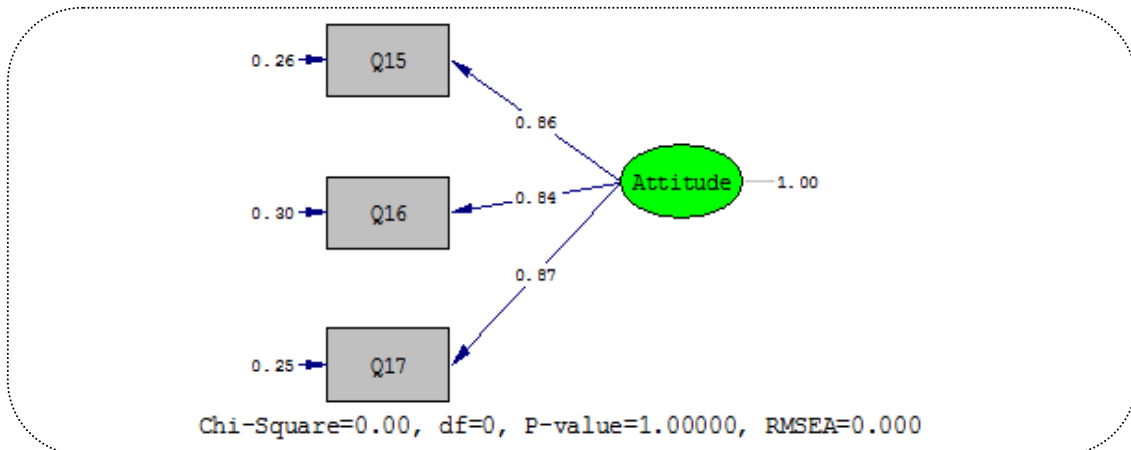 0.26
Q15
0.86
Attitude
1.00
0.84
0.30
Q16
0.87
0.25
Q17
Chi-Square=0.00, df=0, P-value=1.00000, RMSEA=0.000